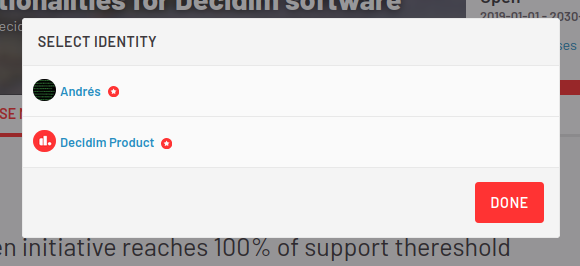 tionalities for Decidim software
Open
2019-01-01 - 2030-
SELECT IDENTITY
Andrés
Decidim Product
DONE
en initiative reaches 100% of support thereshold